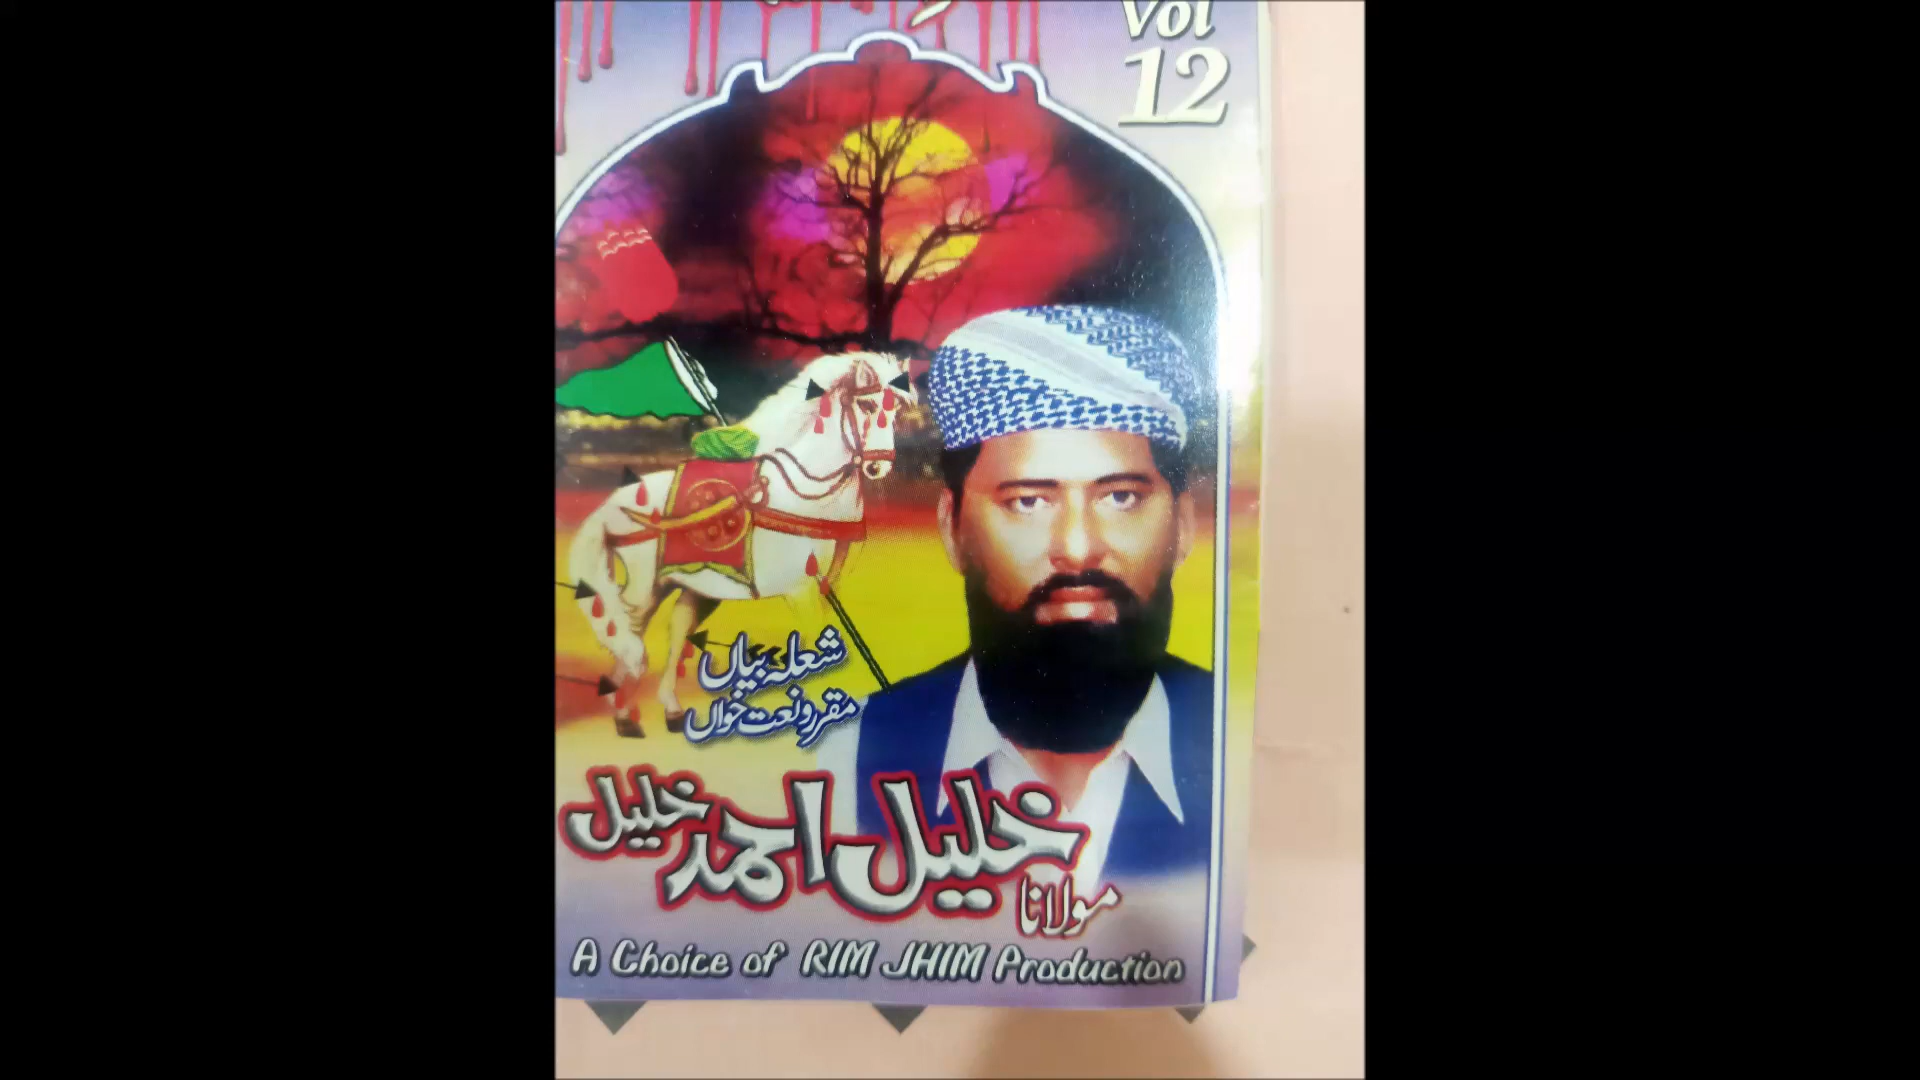 Vol
12
شعلہ بیاں
مقرر و نعت خواں
مولانا خلیل احمد خلیل
A Choice of RIM JHIM Production